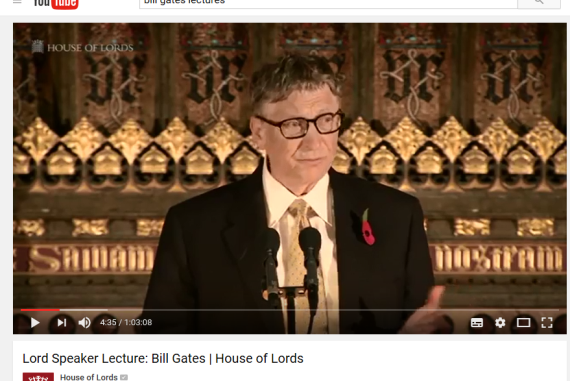 YouTube
bill gates lectures
HOUSE OF LORDS
4:35 / 1:03:08
Lord Speaker Lecture: Bill Gates | House of Lords
House of Lords